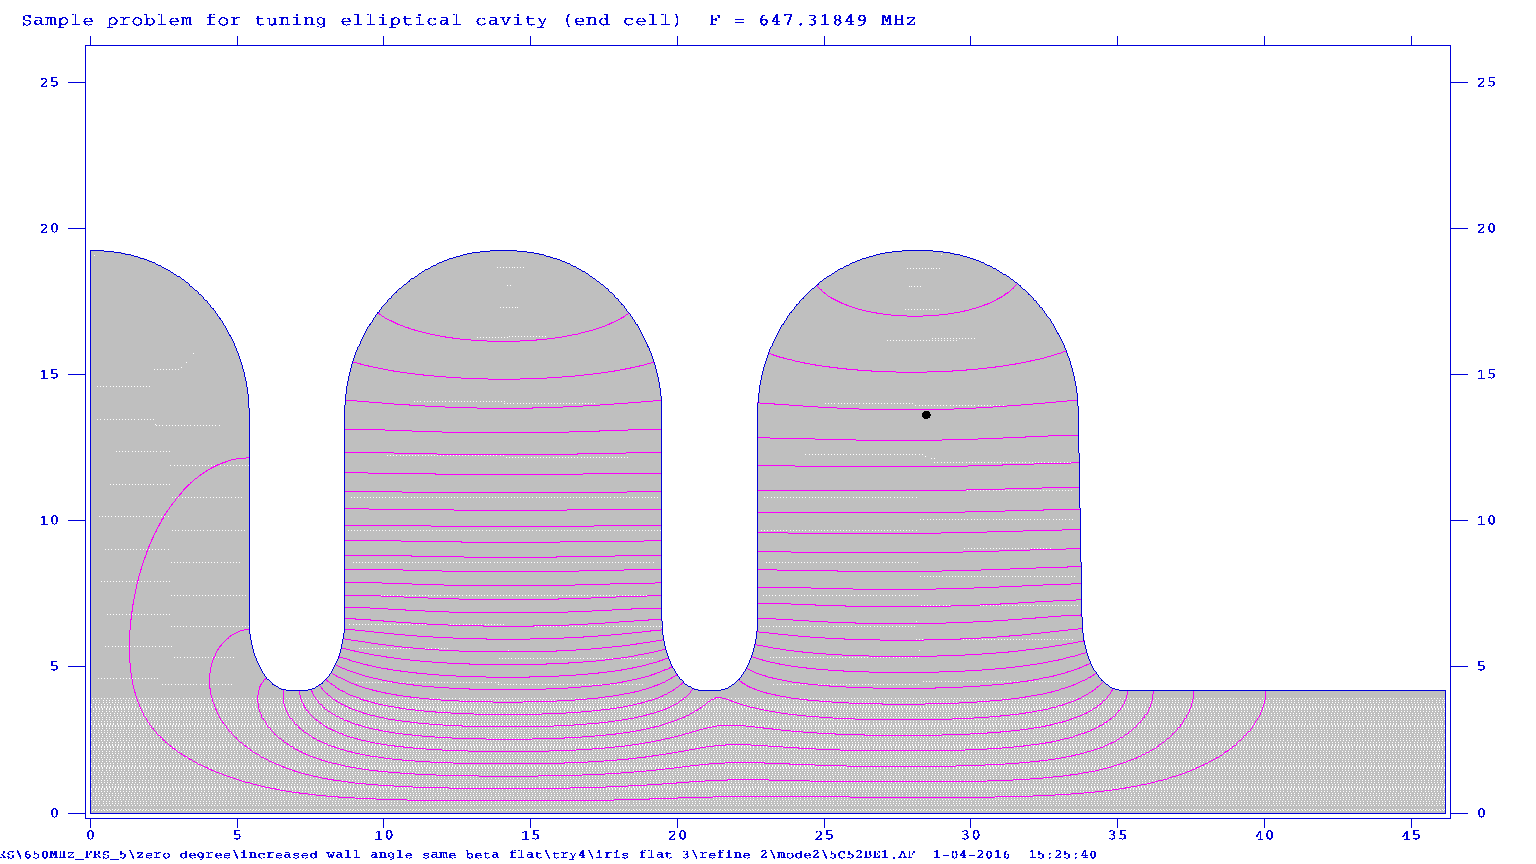 Sample problem for tuning elliptical cavity (end cell)  F = 647.31849 MHz
25 25
20 20
15 15
10 10
5 5
0 0
0 5 10 15 20 25 30 35 40 45
RS\650MHz_FRS_5\zero degree\increased wall angle same beta flat\try4\iris flat 3\refine 2\mode2\5C52BE1.AF  1-04-2016  15:25:40